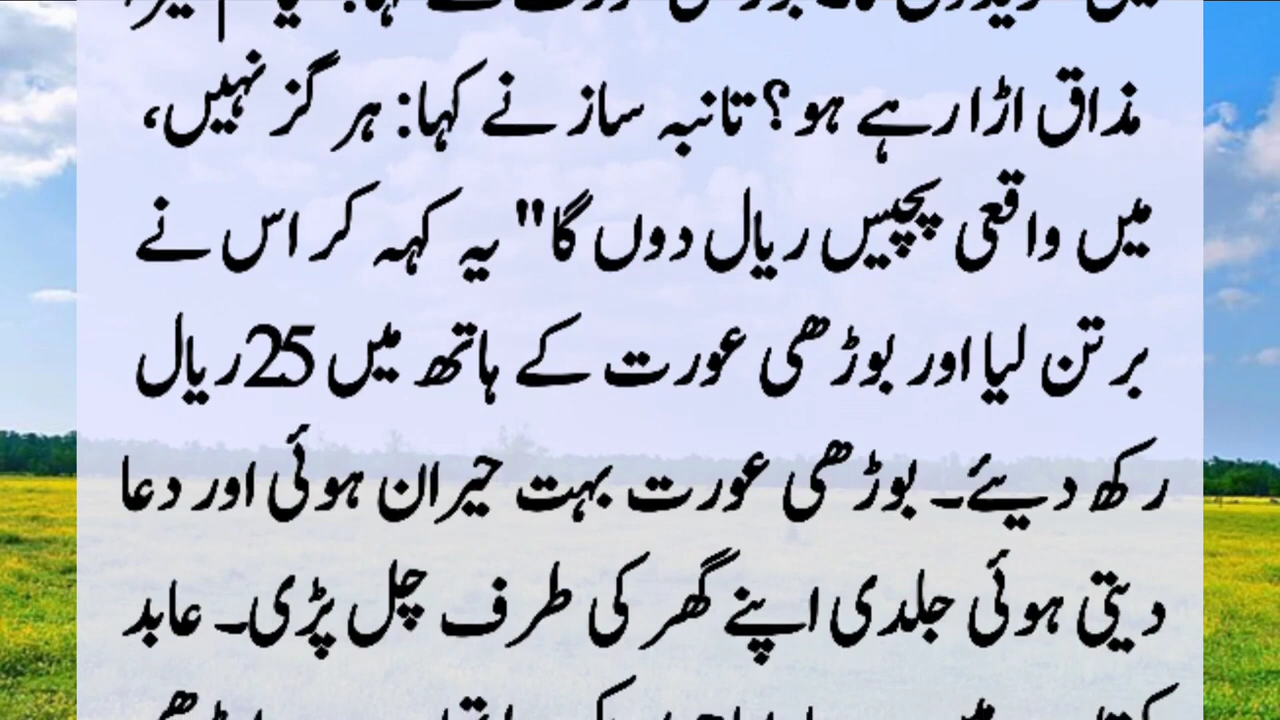 مذاق اڑا رہے ہو؟ تانبہ ساز نے کہا: ہر گز نہیں،
میں واقعی پچیس ریال دوں گا" یہ کہہ کر اس نے
برتن لیا اور بوڑھی عورت کے ہاتھ میں 25 ریال
رکھ دیئے۔ بوڑھی عورت بہت حیران ہوئی اور دعا
دیتی ہوئی جلدی اپنے گھر کی طرف چل پڑی۔ عابد